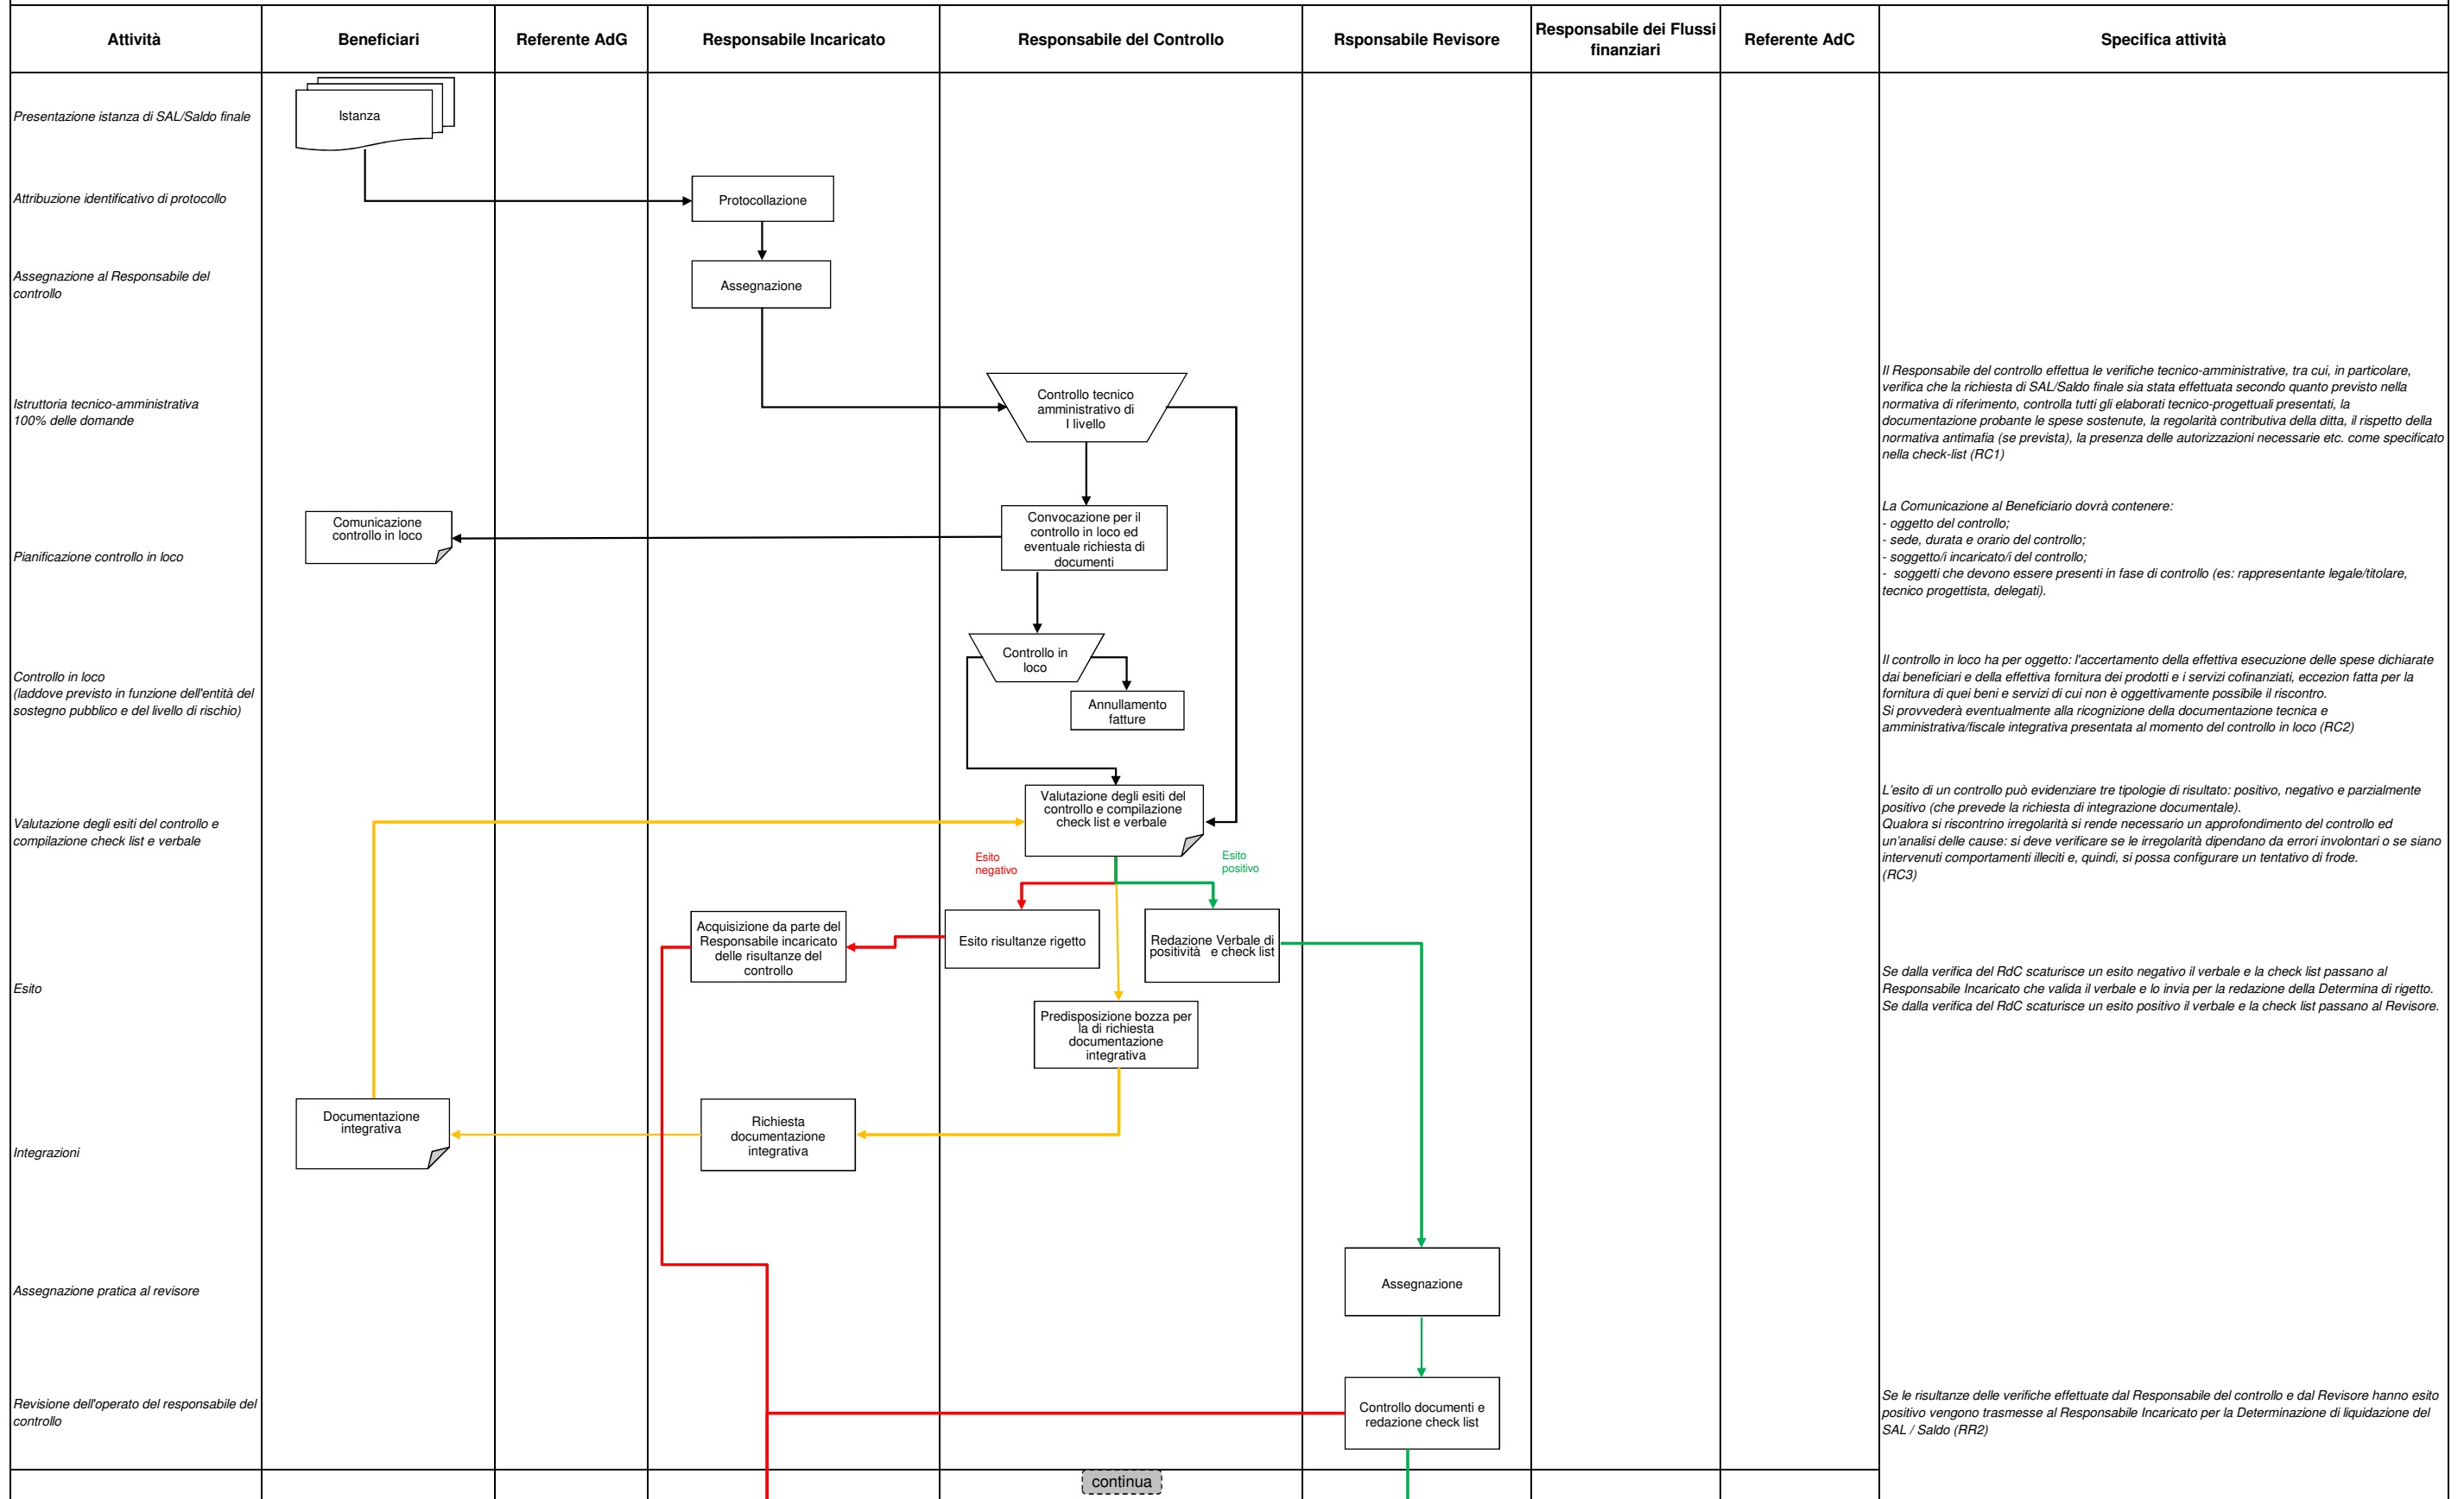 Attività
Beneficiari
Referente AdG
Responsabile Incaricato
Responsabile del Controllo
Rsponsabile Revisore
Responsabile dei Flussi
finanziari
Referente AdC
Specifica attività
Presentazione istanza di SAL/Saldo finale
Istanza
Attribuzione identificativo di protocollo
Protocollazione
Assegnazione al Responsabile del
controllo
Assegnazione
Istruttoria tecnico-amministrativa
100% delle domande
Controllo tecnico
amministrativo di
I livello
Il Responsabile del controllo effettua le verifiche tecnico-amministrative, tra cui, in particolare,
verifica che la richiesta di SAL/Saldo finale sia stata effettuata secondo quanto previsto nella
normativa di riferimento, controlla tutti gli elaborati tecnico-progettuali presentati, la
documentazione probante le spese sostenute, la regolarità contributiva della ditta, il rispetto della
normativa antimafia (se prevista), la presenza delle autorizzazioni necessarie etc. come specificato
nella check-list (RC1)
Pianificazione controllo in loco
Comunicazione
controllo in loco
Convocazione per il
controllo in loco ed
eventuale richiesta di
documenti
La Comunicazione al Beneficiario dovrà contenere:
- oggetto del controllo;
- sede, durata e orario del controllo;
- soggetto/i incaricato/i del controllo;
- soggetti che devono essere presenti in fase di controllo (es: rappresentante legale/titolare,
tecnico progettista, delegati).
Controllo in loco
(laddove previsto in funzione dell'entità del
sostegno pubblico e del livello di rischio)
Controllo in
loco
Annullamento
fatture
Il controllo in loco ha per oggetto: l'accertamento della effettiva esecuzione delle spese dichiarate
dai beneficiari e della effettiva fornitura dei prodotti e i servizi cofinanziati, eccezion fatta per la
fornitura di quei beni e servizi di cui non è oggettivamente possibile il riscontro.
Si provvederà eventualmente alla ricognizione della documentazione tecnica e
amministrativa/fiscale integrativa presentata al momento del controllo in loco (RC2)
Valutazione degli esiti del controllo e
compilazione check list e verbale
Valutazione degli esiti del
controllo e compilazione
check list e verbale
Esito
negativo
Esito
positivo
L'esito di un controllo può evidenziare tre tipologie di risultato: positivo, negativo e parzialmente
positivo (che prevede la richiesta di integrazione documentale).
Qualora si riscontrino irregolarità si rende necessario un approfondimento del controllo ed
un'analisi delle cause: si deve verificare se le irregolarità dipendano da errori involontari o se siano
intervenuti comportamenti illeciti e, quindi, si possa configurare un tentativo di frode.
(RC3)
Esito
Acquisizione da parte del
Responsabile incaricato
delle risultanze del
controllo
Esito risultanze rigetto
Redazione Verbale di
positività e check list
Predisposizione bozza per
la di richiesta
documentazione
integrativa
Se dalla verifica del RdC scaturisce un esito negativo il verbale e la check list passano al
Responsabile Incaricato che valida il verbale e lo invia per la redazione della Determina di rigetto.
Se dalla verifica del RdC scaturisce un esito positivo il verbale e la check list passano al Revisore.
Integrazioni
Documentazione
integrativa
Richiesta
documentazione
integrativa
Assegnazione pratica al revisore
Assegnazione
Revisione dell'operato del responsabile del
controllo
Controllo documenti e
redazione check list
Se le risultanze delle verifiche effettuate dal Responsabile del controllo e dal Revisore hanno esito
positivo vengono trasmesse al Responsabile Incaricato per la Determinazione di liquidazione del
SAL / Saldo (RR2)
continua